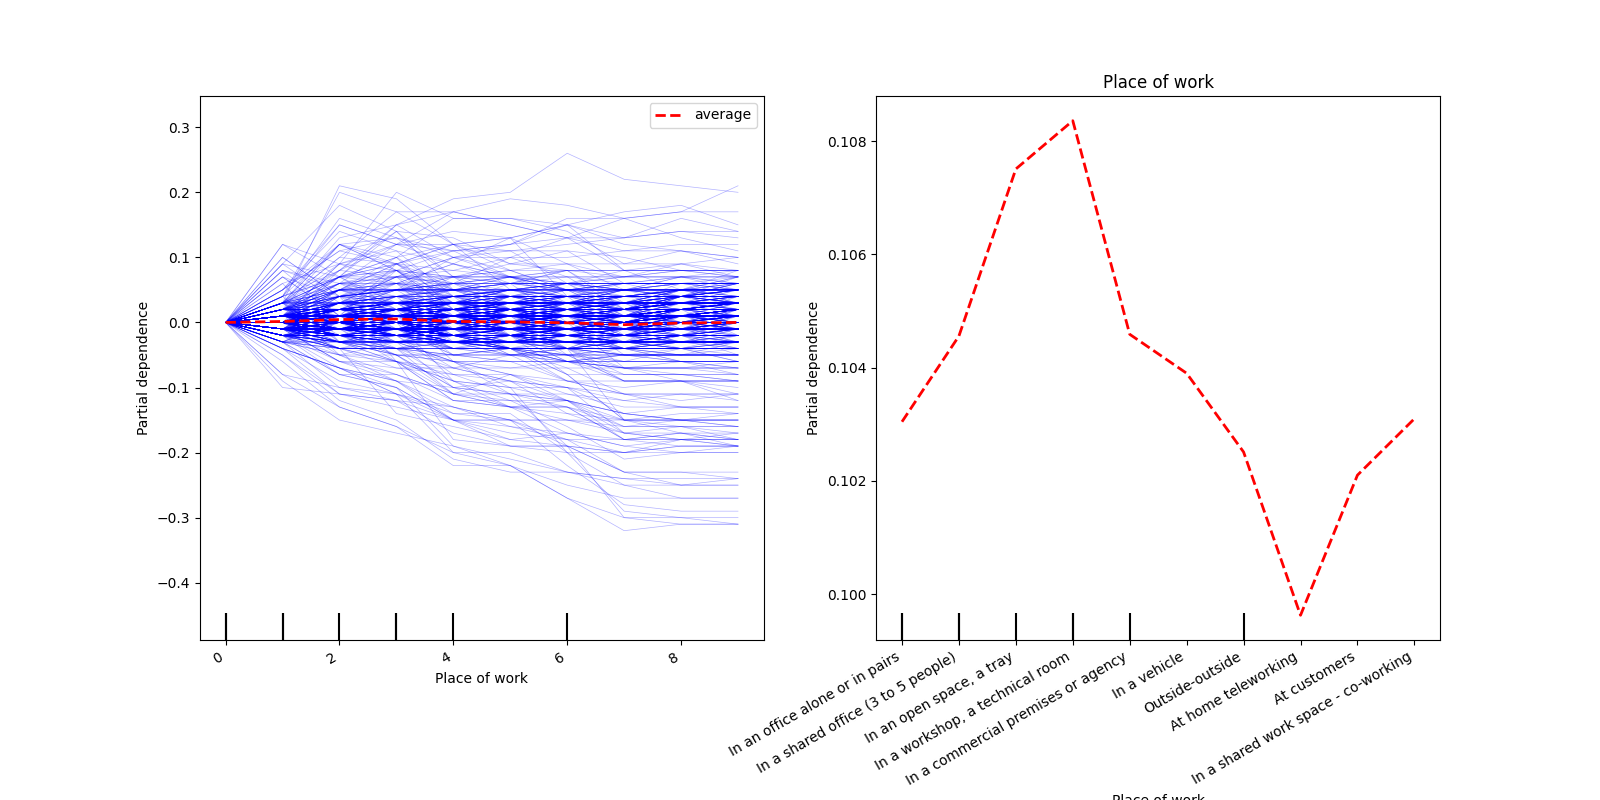 Place of work
average
0.3
0.2
0.1
0.0
−0.1
−0.2
−0.3
−0.4
Partial dependence
0
2
4
6
8
Place of work
0.108
0.106
0.104
0.102
0.100
Partial dependence
In an office alone or in pairs
In a shared office (3 to 5 people)
In an open space, a tray
In a workshop, a technical room
In a commercial premises or agency
In a vehicle
Outside-outside
At home teleworking
At customers
In a shared work space - co-working
Place of work